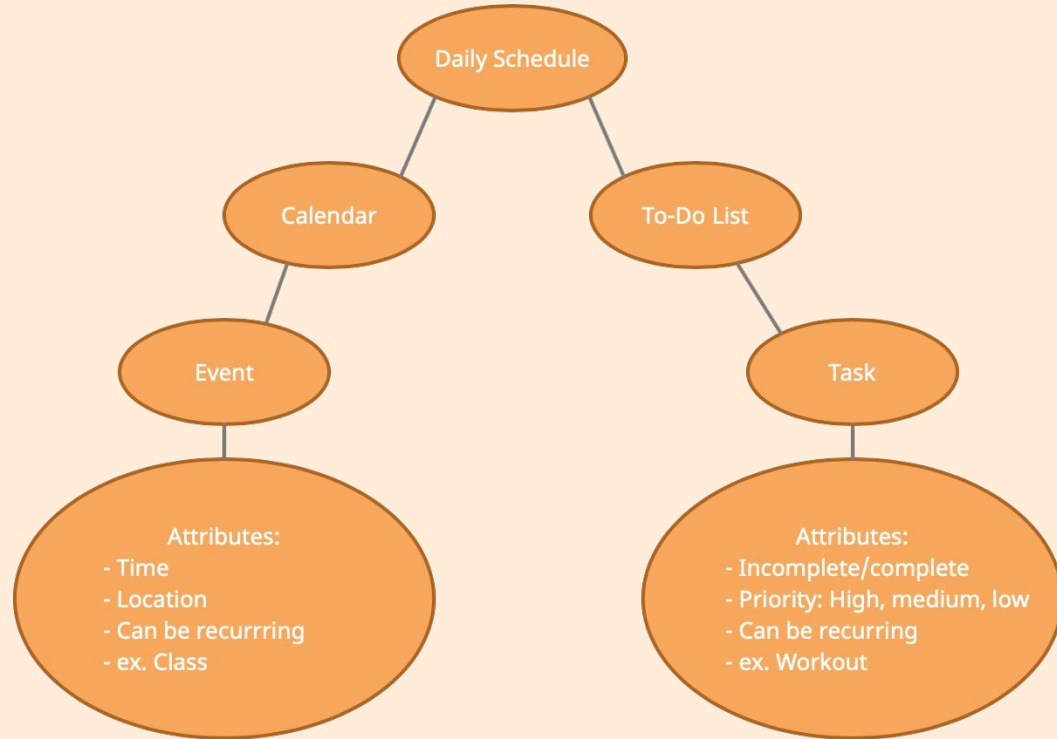 Daily Schedule
Calendar
To-Do List
Event
Task
Attributes:
- Time
- Location
- Can be recurrring
- ex. Class
Attributes:
- Incomplete/complete
- Priority: High, medium, low
- Can be recurring
- ex. Workout